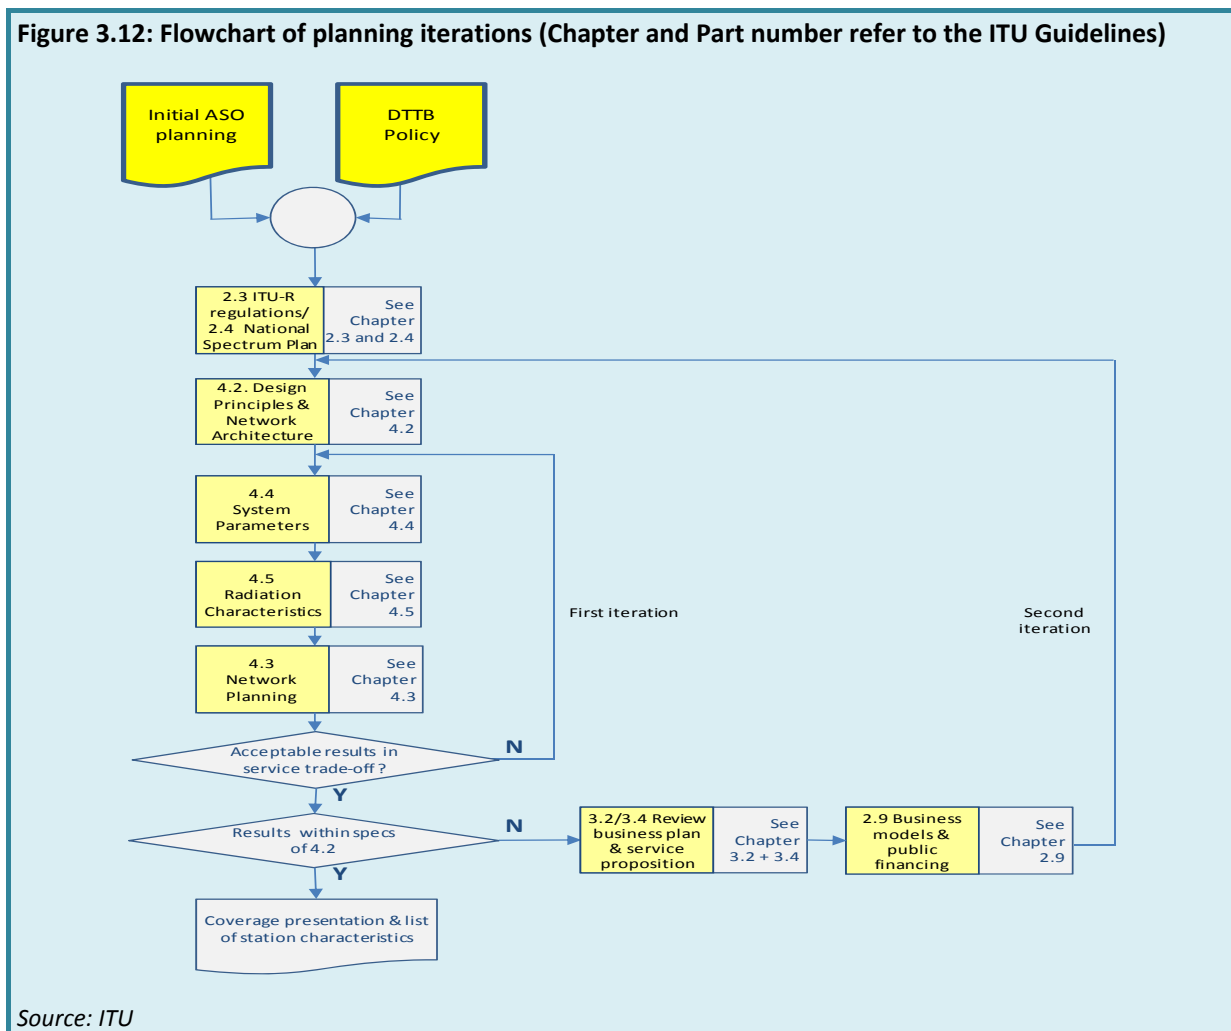 Figure 3.12: Flowchart of planning iterations (Chapter and Part number refer to the ITU Guidelines)
Initial ASO
planning
DTTB
Policy
2.3 ITU-R
regulations/
2.4 National
Spectrum Plan
See
Chapter
2.3 and 2.4
4.2. Design
Principles &
Network
Architecture
See
Chapter
4.2
4.4
System
Parameters
See
Chapter
4.4
4.5
Radiation
Characteristics
See
Chapter
4.5
First iteration
Second
iteration
4.3
Network
Planning
See
Chapter
4.3
Acceptable results in
service trade-off?
N
Y
Results within specs
of 4.2
N
Y
3.2/3.4 Review
business plan
& service
proposition
See
Chapter
3.2 + 3.4
2.9 Business
models &
public
financing
See
Chapter
2.9
Coverage presentation & list
of station characteristics
Source: ITU